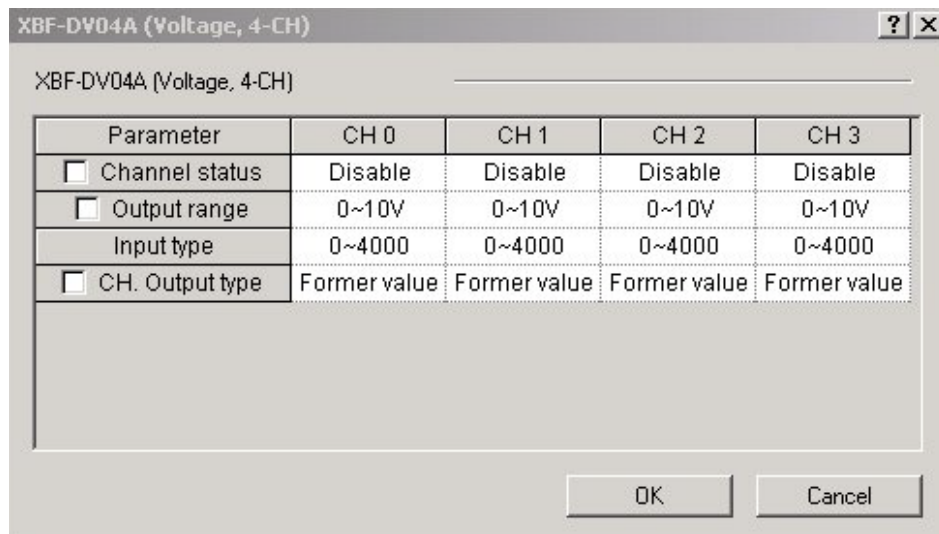 XBF-DV04A (Voltage, 4-CH)
XBF-DV04A (Voltage, 4-CH)
Parameter CH 0 CH 1 CH 2 CH 3
Channel status Disable Disable Disable Disable
Output range 0~10V 0~10V 0~10V 0~10V
Input type 0~4000 0~4000 0~4000 0~4000
CH. Output type Former value Former value Former value Former value
OK Cancel